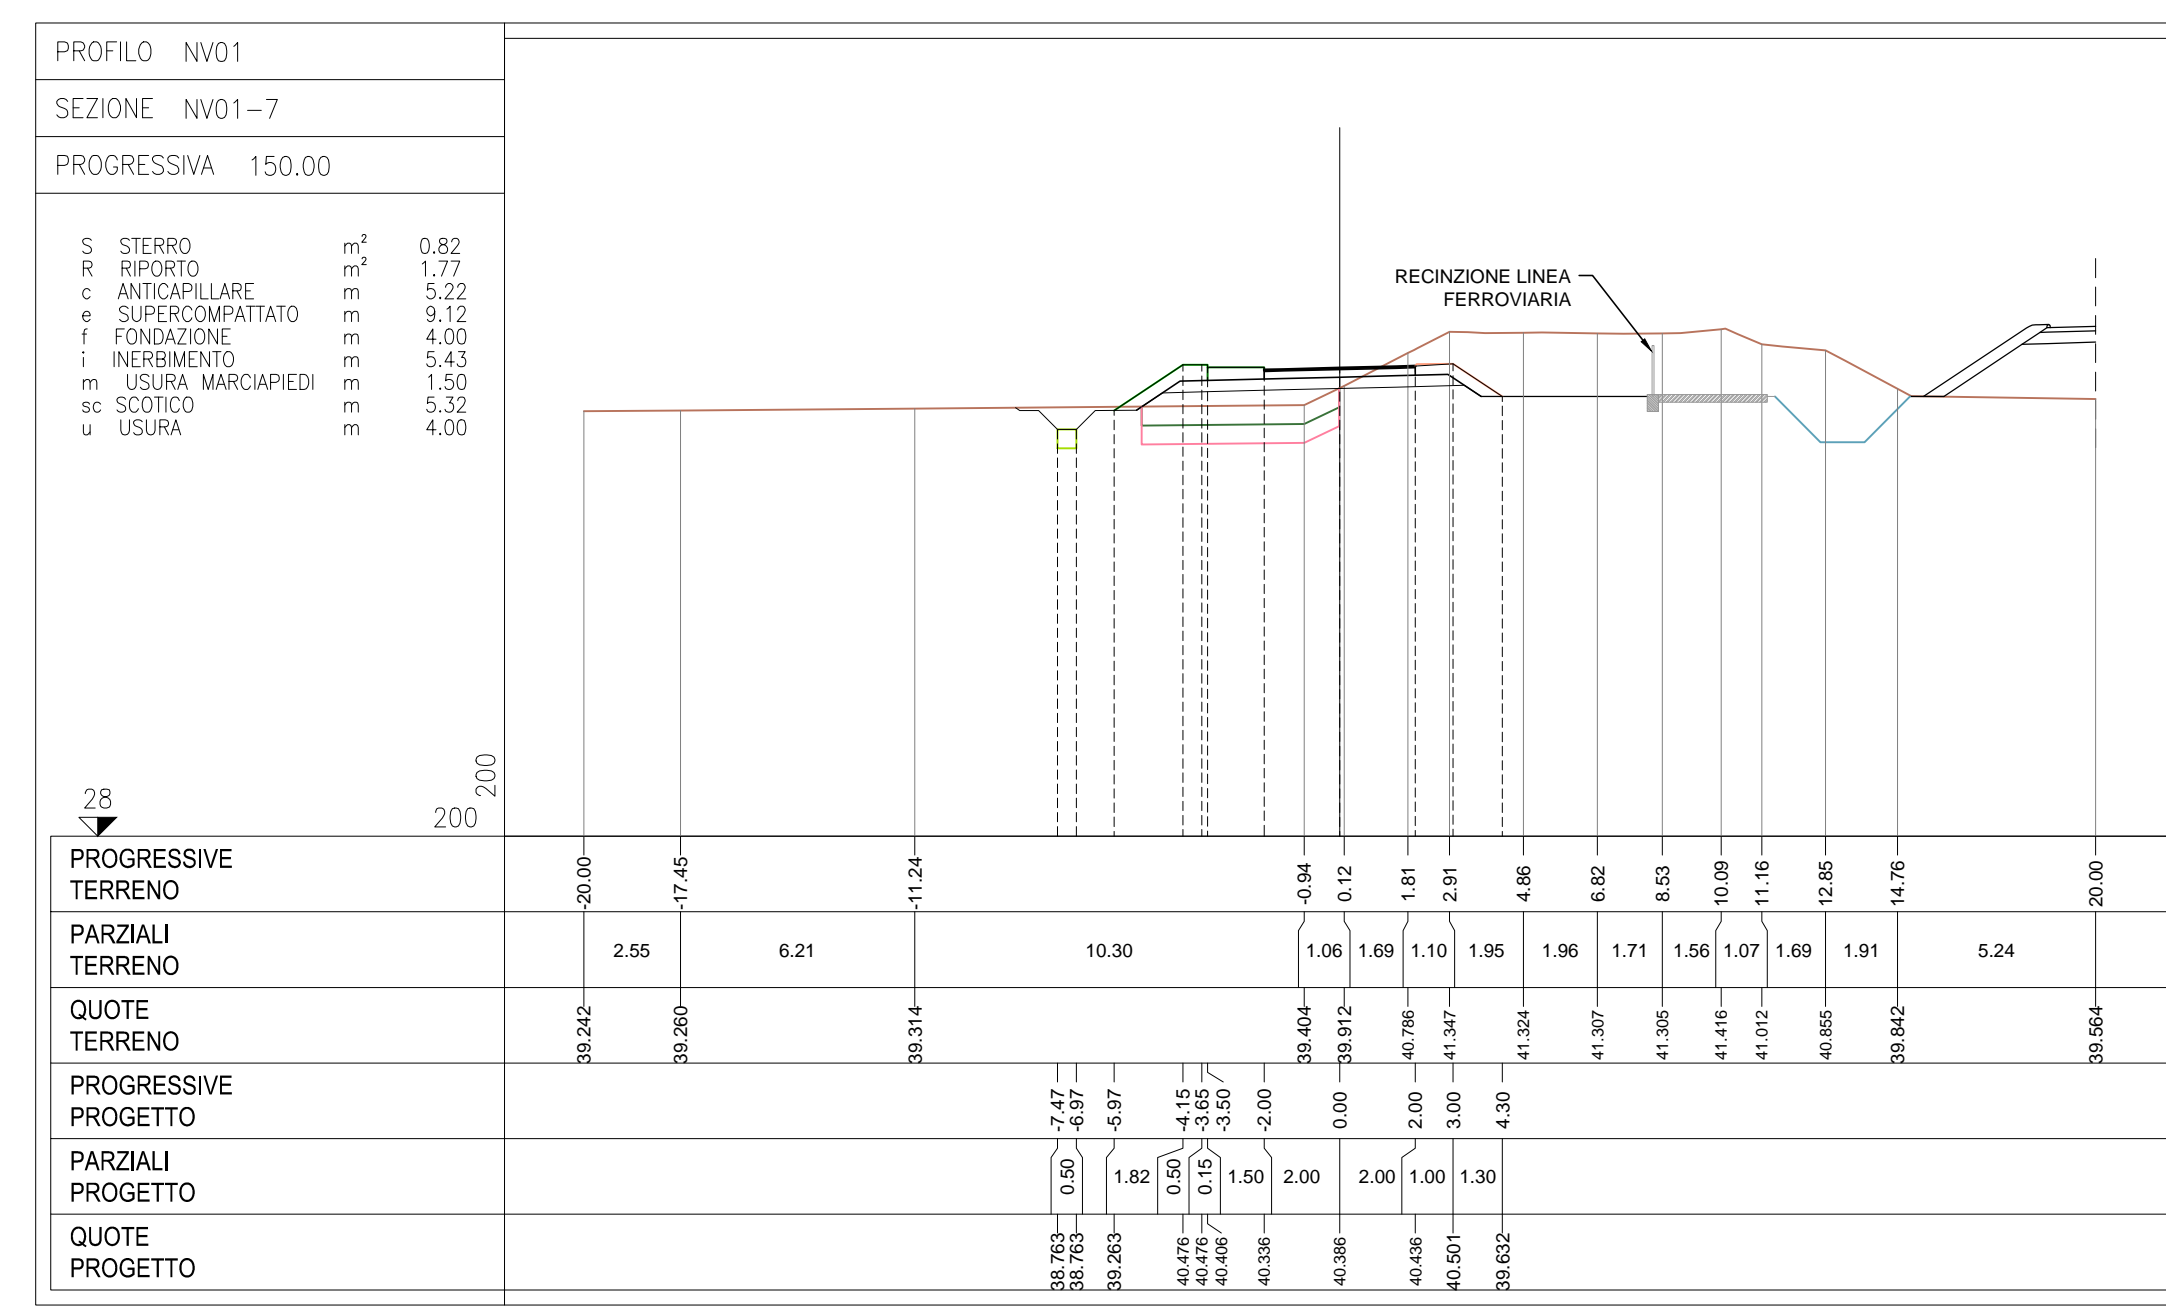 PROFILO NV01
SEZIONE NV01-7
PROGRESSIVA 150.00
S STERRO m² 0.82
R RIPORTO m² 1.77
c ANTICAPILLARE m 5.22
e SUPERCOMPATTATO m 9.12
f FONDAZIONE m 4.00
i INERBIMENTO m 5.43
m USURA MARCIAPIEDI m 1.50
sc SCOTICO m 5.32
u USURA m 4.00
RECINZIONE LINEA
FERROVIARIA
28
200
200
PROGRESSIVE
TERRENO
-20.00 -17.45 -11.24 -0.94 0.12 1.81 2.91 4.86 6.82 8.53 10.09 11.16 12.85 14.76 20.00
PARZIALI
TERRENO
2.55 6.21 10.30 1.06 1.69 1.10 1.95 1.96 1.71 1.56 1.07 1.69 1.91 5.24
QUOTE
TERRENO
39.242 39.260 39.314 39.404 39.912 40.786 41.347 41.324 41.307 41.305 41.416 41.012 40.855 39.842 39.564
PROGRESSIVE
PROGETTO
-7.47 -6.97 -5.97 -4.15 -3.65 -3.50 -2.00 0.00 2.00 3.00 4.30
PARZIALI
PROGETTO
0.50 1.82 0.50 0.15 1.50 2.00 2.00 1.00 1.30
QUOTE
PROGETTO
38.763 38.763 39.263 40.476 40.476 40.406 40.336 40.386 40.436 40.501 39.632